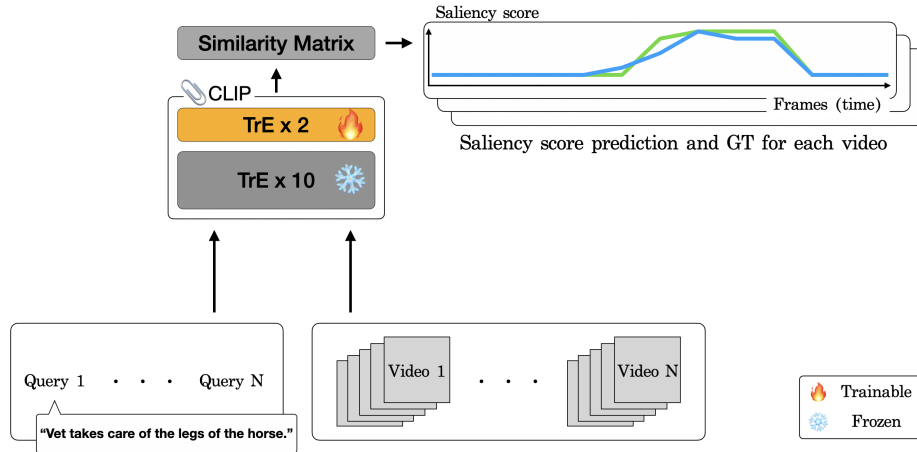 Saliency score
Similarity Matrix
Frames (time)
CLIP
TrE x 2
Saliency score prediction and GT for each video
TrE x 10
Query 1 · · · Query N
Video 1 · · · Video N
"Vet takes care of the legs of the horse."
Trainable
Frozen